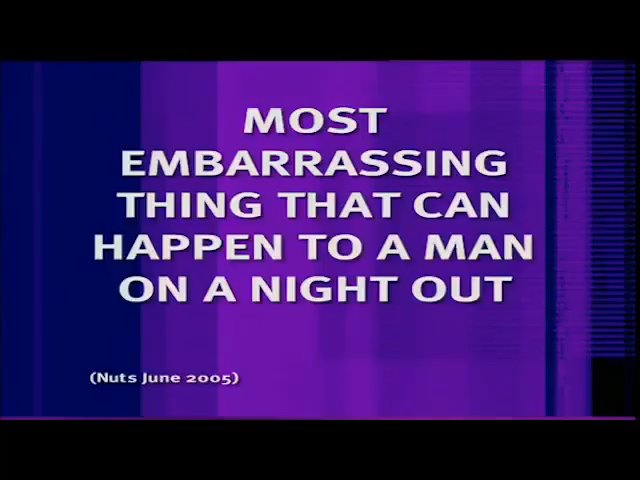 MOST
EMBARRASSING
THING THAT CAN
HAPPEN TO A MAN
ON A NIGHT OUT
(Nuts June 2005)